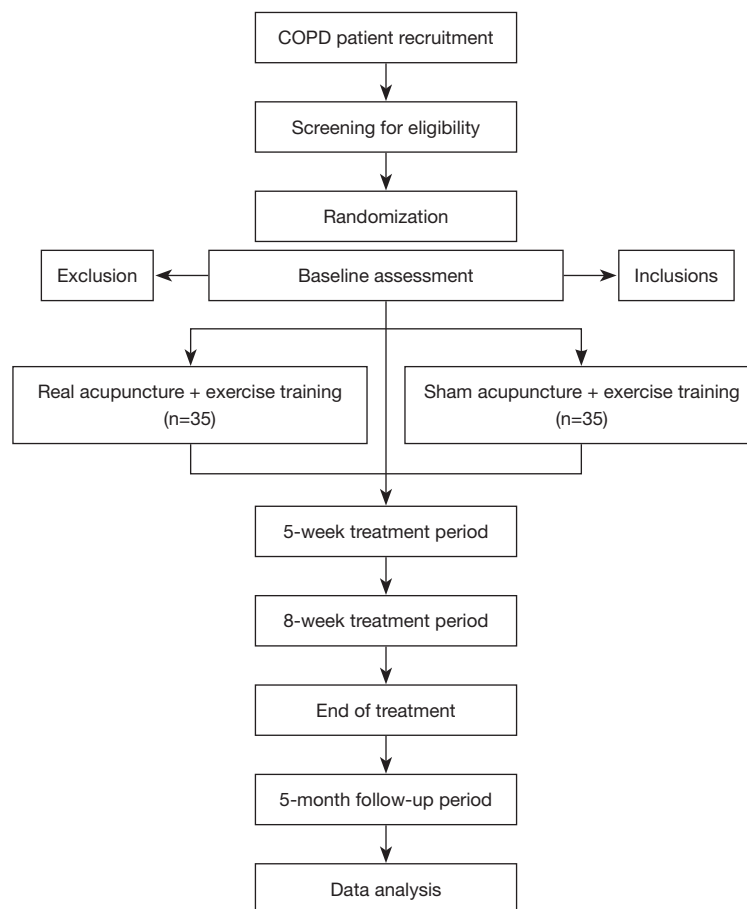 COPD patient recruitment
Screening for eligibility
Randomization
Exclusion
Baseline assessment
Inclusions
Real acupuncture + exercise training
(n=35)
Sham acupuncture + exercise training
(n=35)
5-week treatment period
8-week treatment period
End of treatment
5-month follow-up period
Data analysis